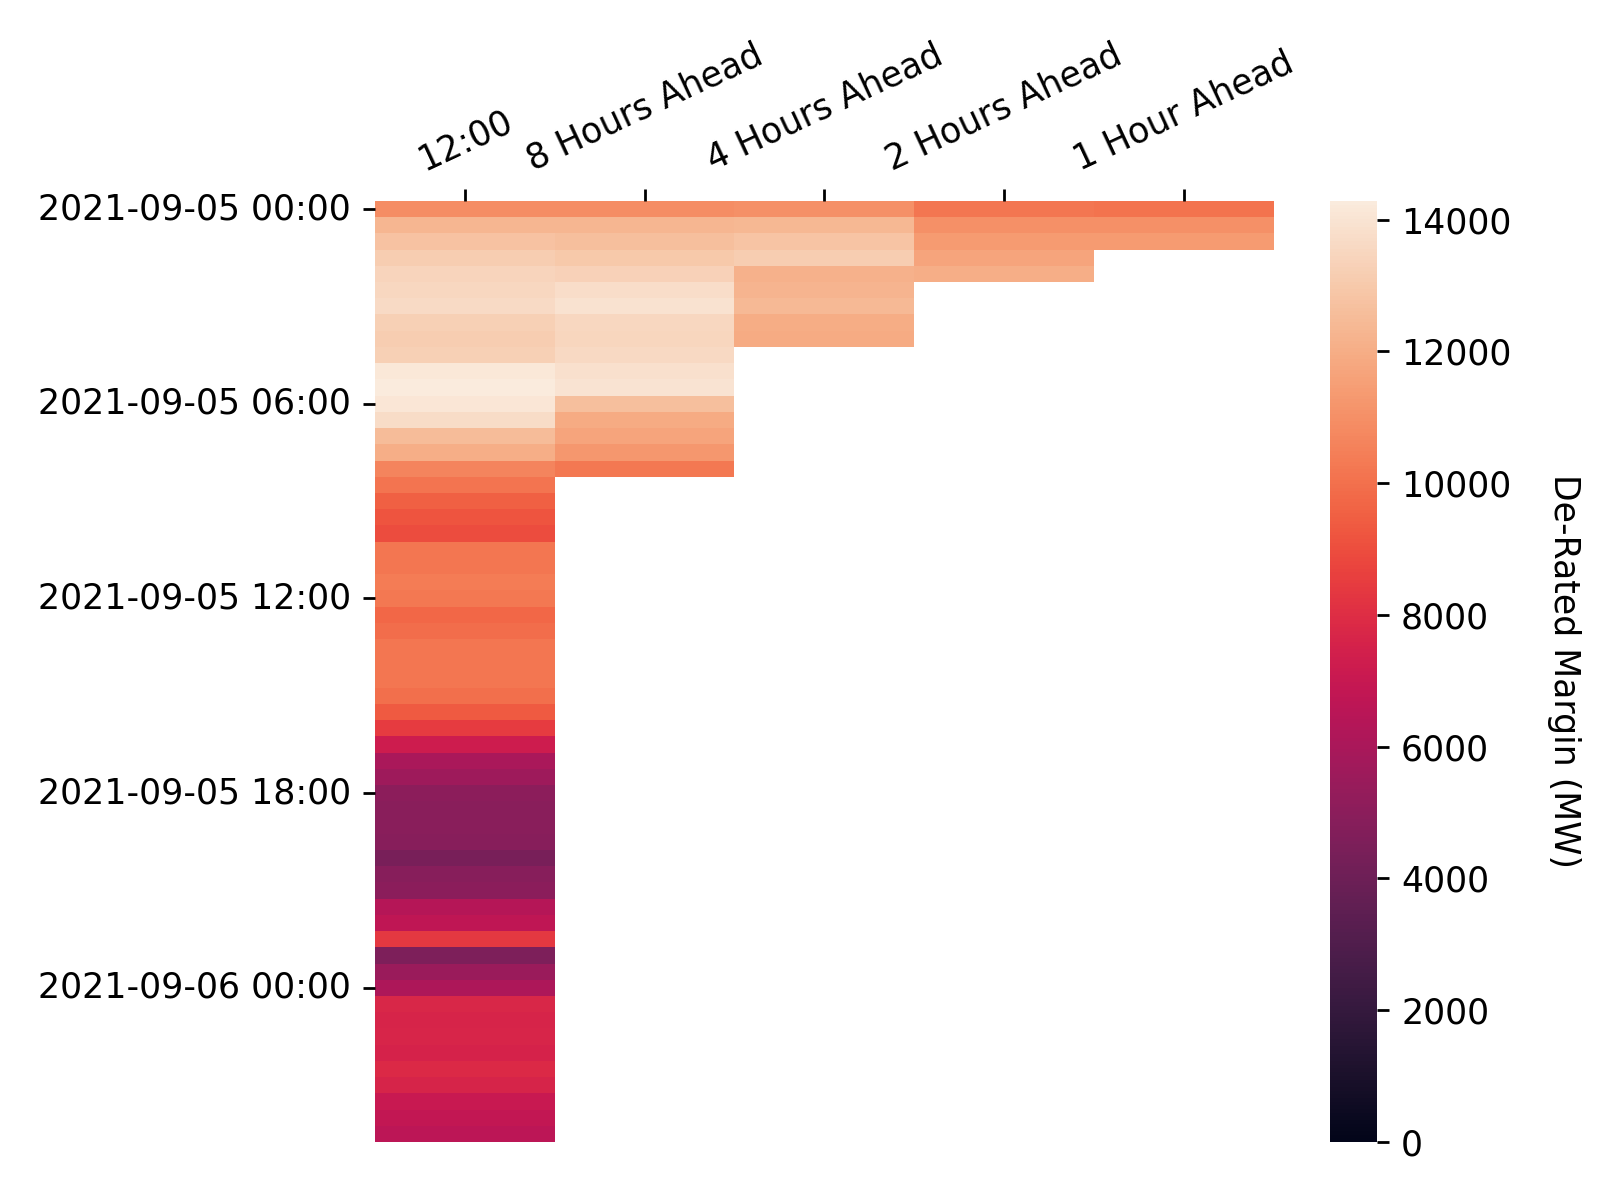 12:00
8 Hours Ahead
4 Hours Ahead
2 Hours Ahead
1 Hour Ahead
2021-09-05 00:00
2021-09-05 06:00
2021-09-05 12:00
2021-09-05 18:00
2021-09-06 00:00
14000
12000
10000
8000
6000
4000
2000
0
De-Rated Margin (MW)